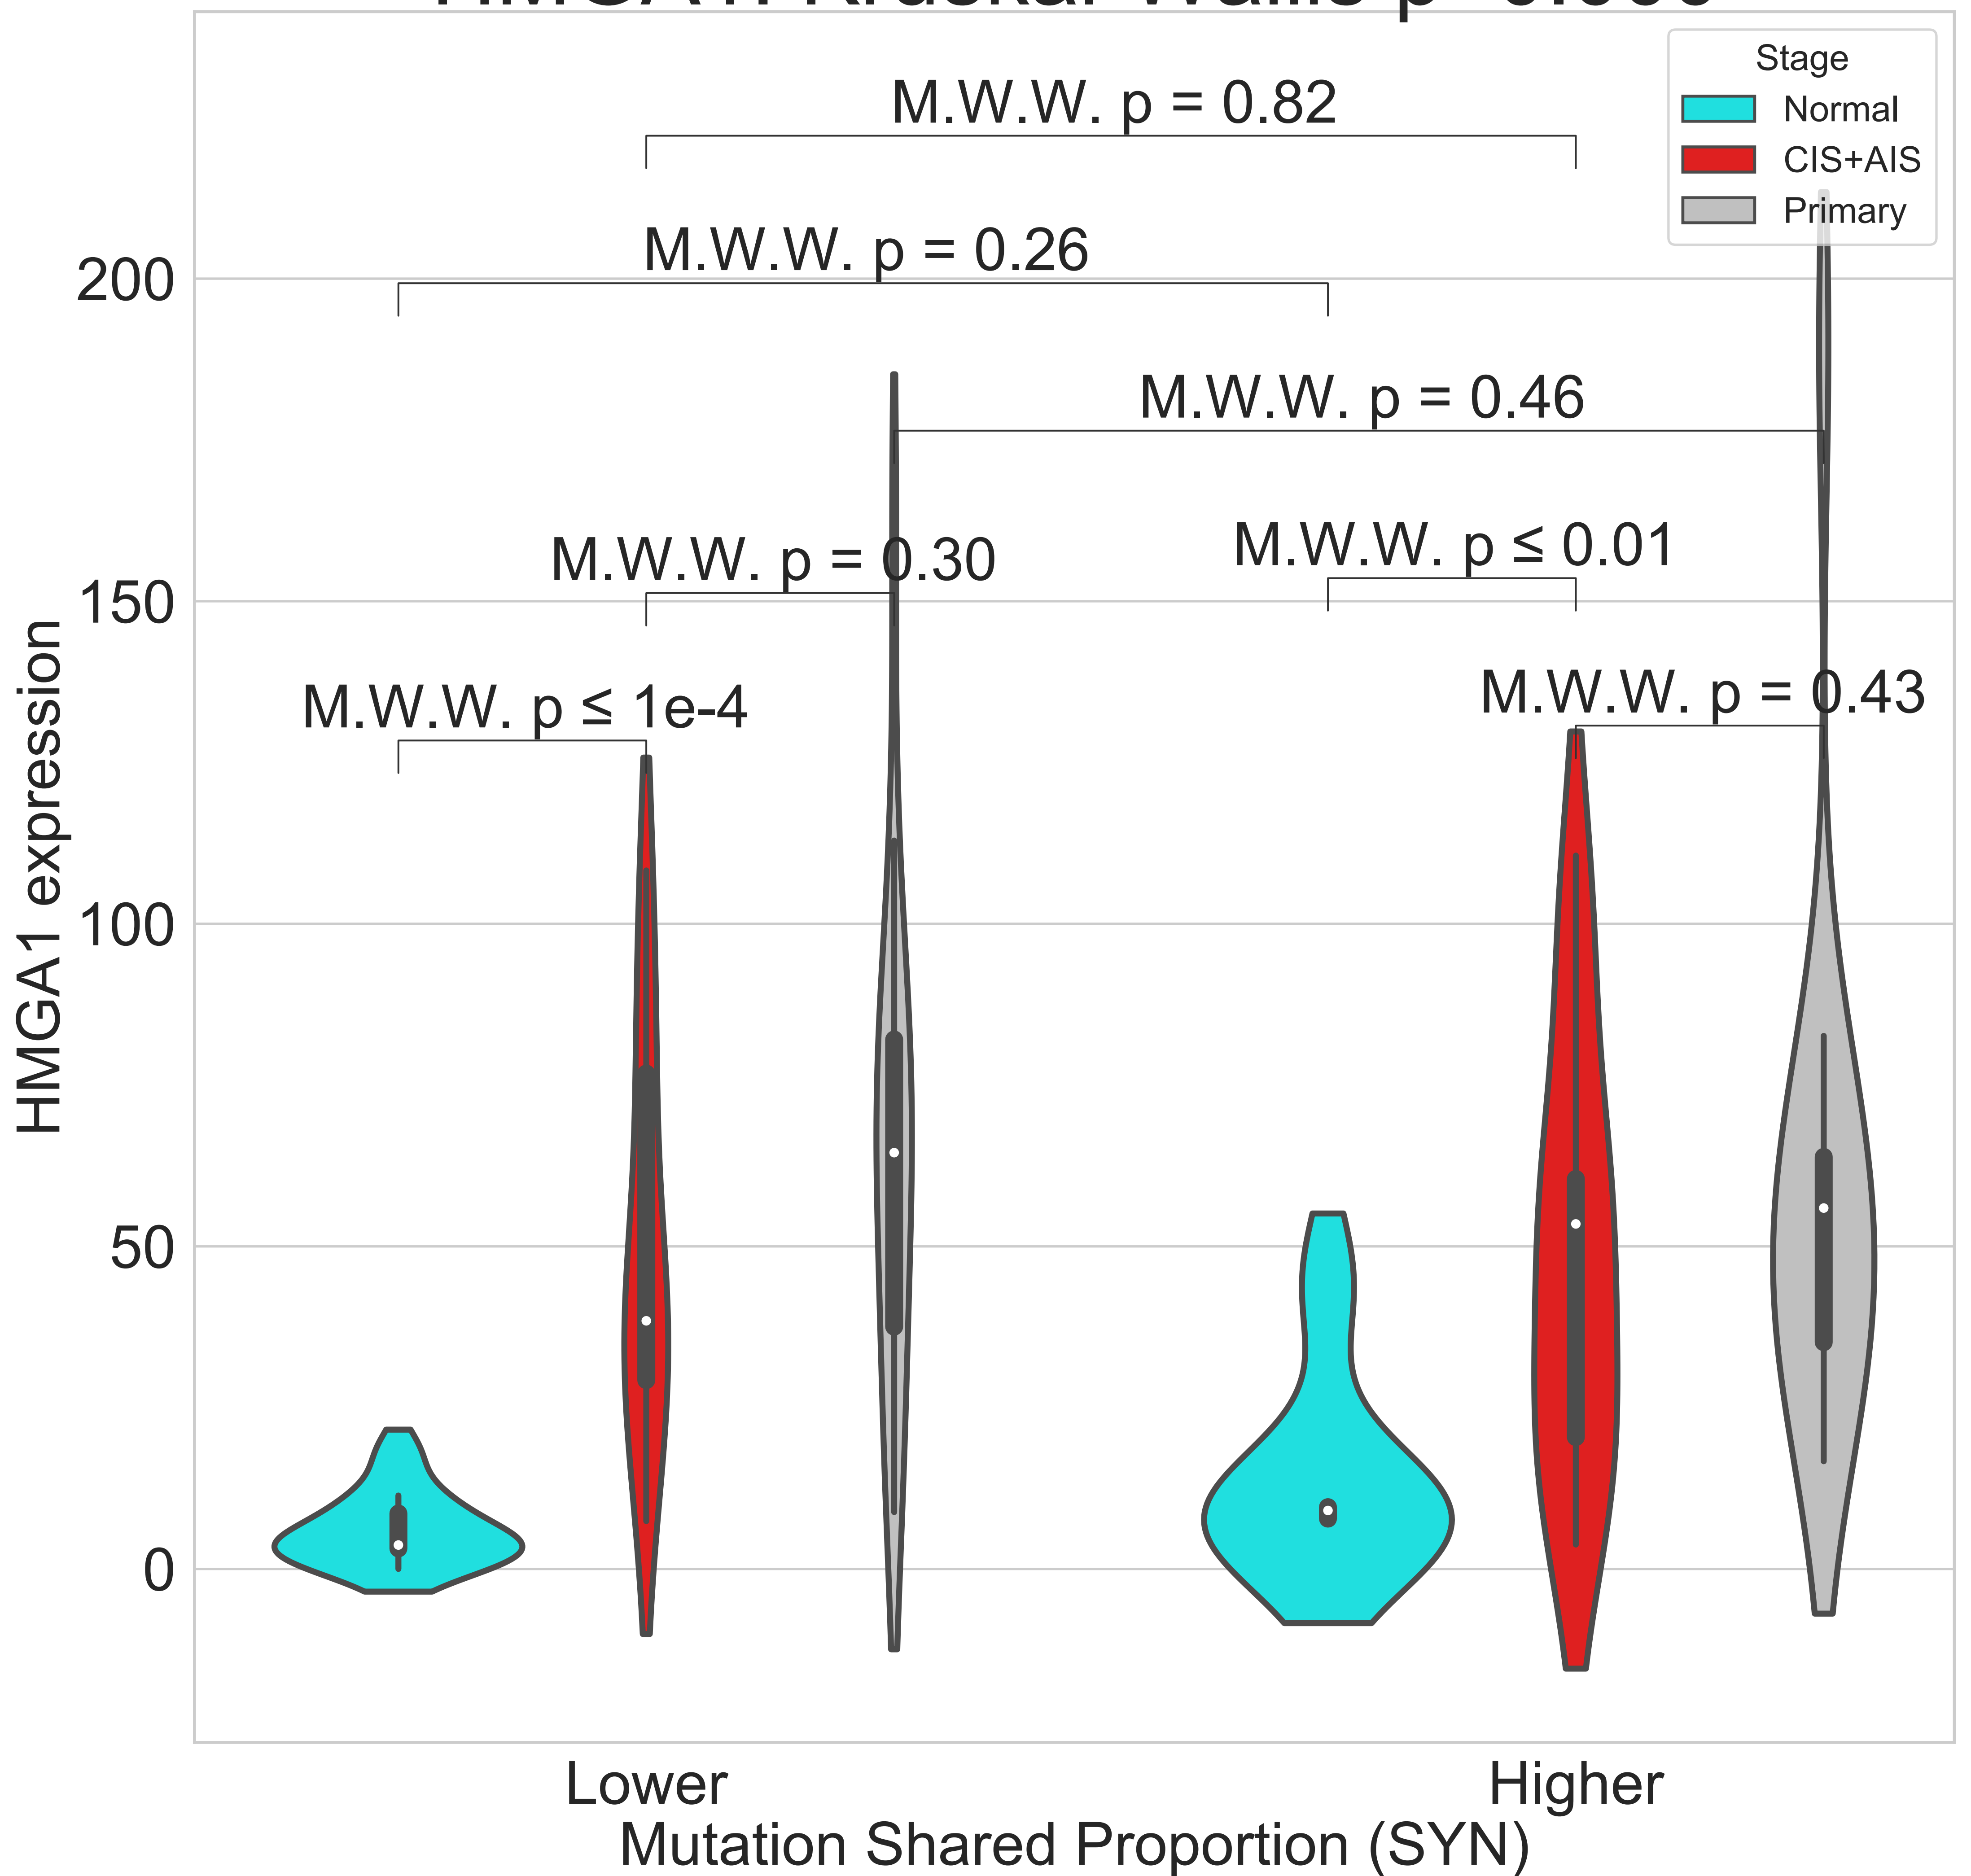 Stage
Normal
CIS+AIS
Primary
M.W.W. p = 0.82
M.W.W. p = 0.26
M.W.W. p = 0.46
M.W.W. p = 0.30
M.W.W. p ≤ 0.01
M.W.W. p ≤ 1e-4
M.W.W. p = 0.43
200
150
100
50
0
HMGA1 expression
Lower
Higher
Mutation Shared Proportion (SYN)